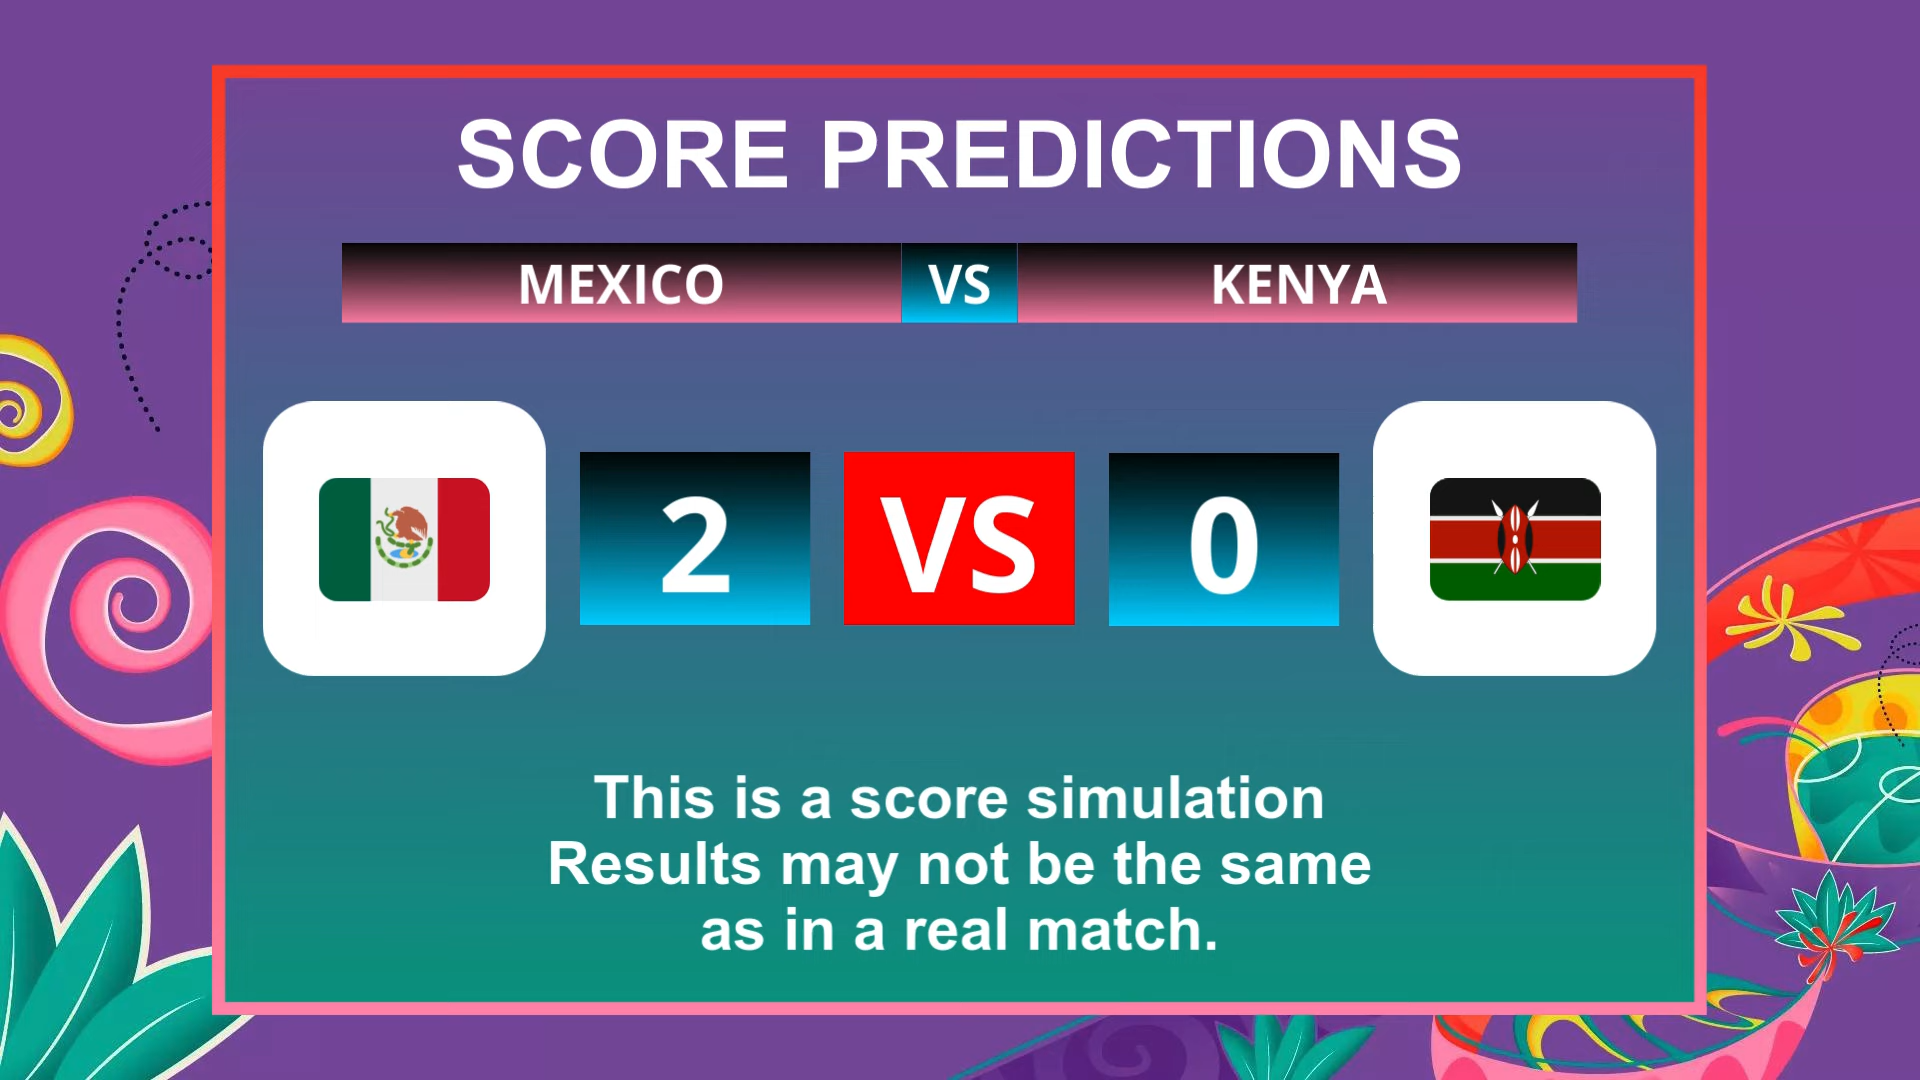 SCORE PREDICTIONS
MEXICO VS KENYA
2 VS 0
This is a score simulation
Results may not be the same
as in a real match.